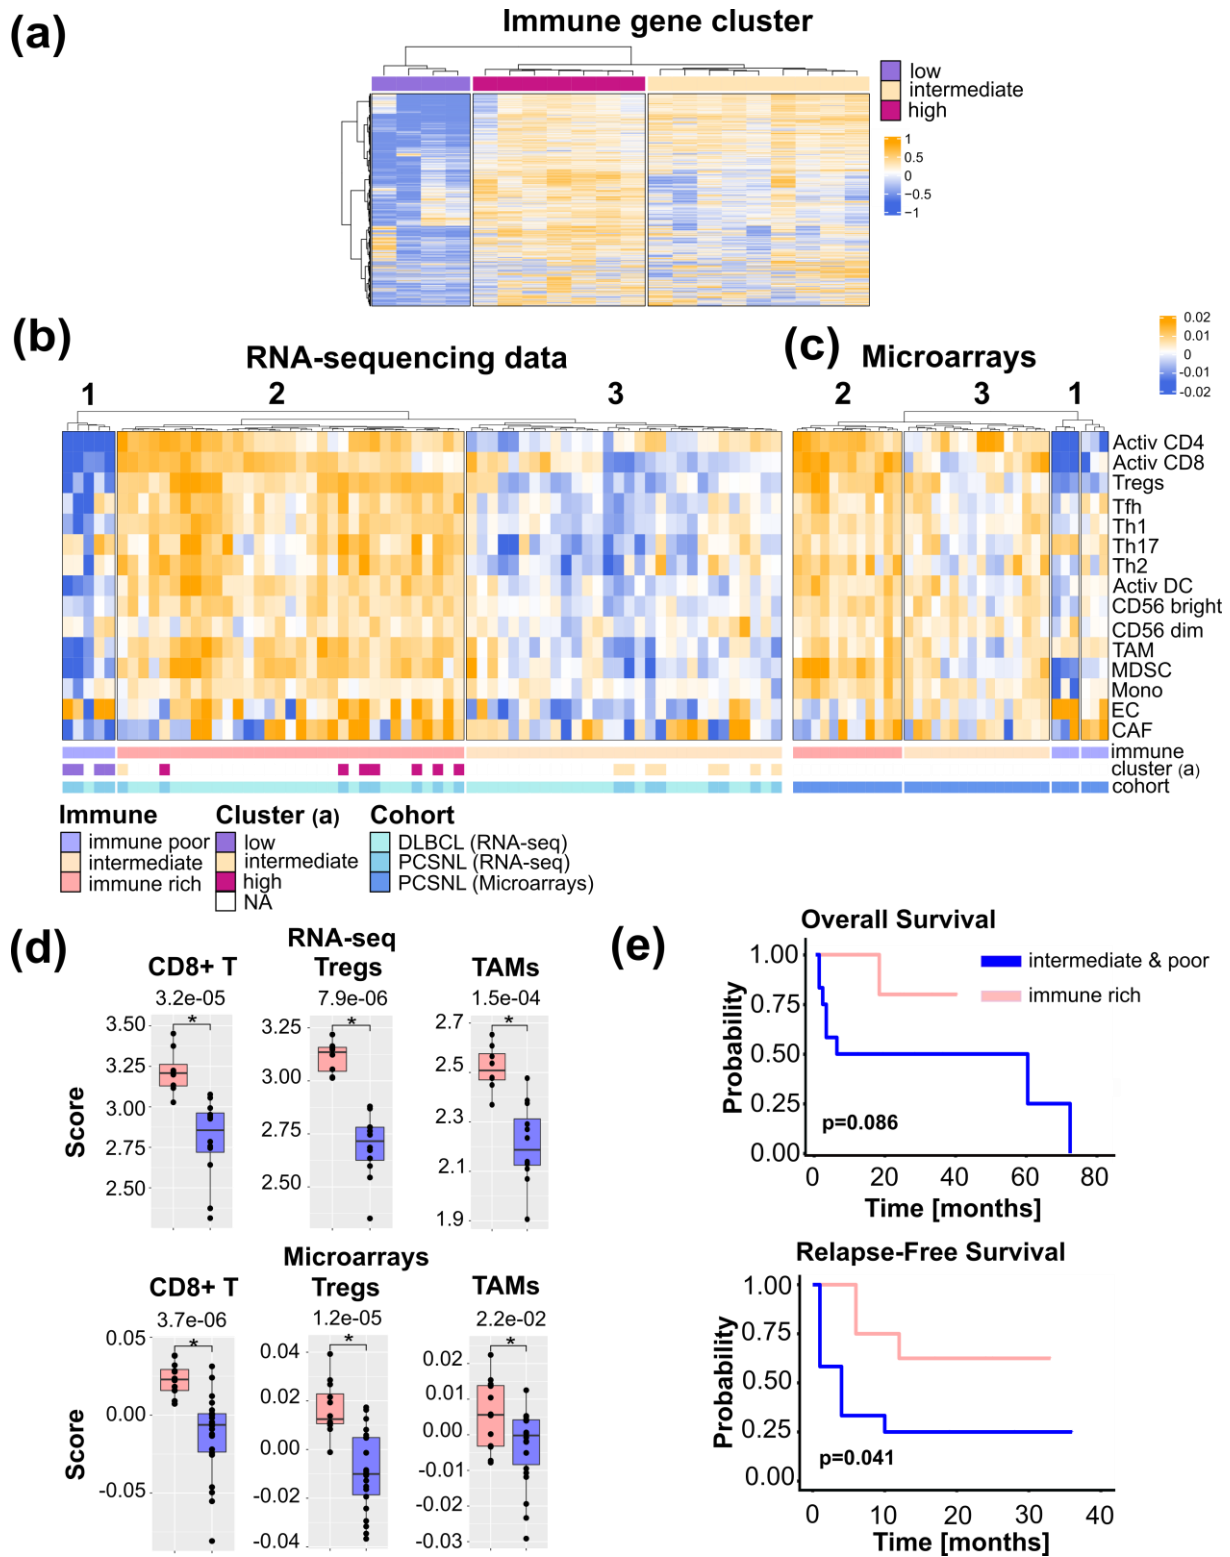 (a)
Immune gene cluster
low
intermediate
high
1
0.5
0
−0.5
−1
(b)
RNA-sequencing data
1 2 3
(c)
Microarrays
2 3 1
0.02
0.01
0
-0.01
-0.02
Activ CD4
Activ CD8
Tregs
Tfh
Th1
Th17
Th2
Activ DC
CD56 bright
CD56 dim
TAM
MDSC
Mono
EC
CAF
immune
cluster (a)
cohort
Immune
immune poor
intermediate
immune rich
Cluster (a)
low
intermediate
high
NA
Cohort
DLBCL (RNA-seq)
PCSNL (RNA-seq)
PCSNL (Microarrays)
(d)
RNA-seq
CD8+ T
3.2e-05
*
3.50
3.25
3.00
2.75
2.50
Score
Tregs
7.9e-06
*
3.25
3.00
2.75
2.50
TAMs
1.5e-04
*
2.7
2.5
2.3
2.1
1.9
Microarrays
CD8+ T
3.7e-06
*
0.05
0.00
-0.05
Score
Tregs
1.2e-05
*
0.04
0.02
0.00
-0.02
-0.04
TAMs
2.2e-02
*
0.02
0.01
0.00
-0.01
-0.02
-0.03
(e)
Overall Survival
intermediate & poor
immune rich
1.00
0.75
0.50
0.25
0.00
Probability
p=0.086
0 20 40 60 80
Time [months]
Relapse-Free Survival
1.00
0.75
0.50
0.25
0.00
Probability
p=0.041
0 10 20 30 40
Time [months]